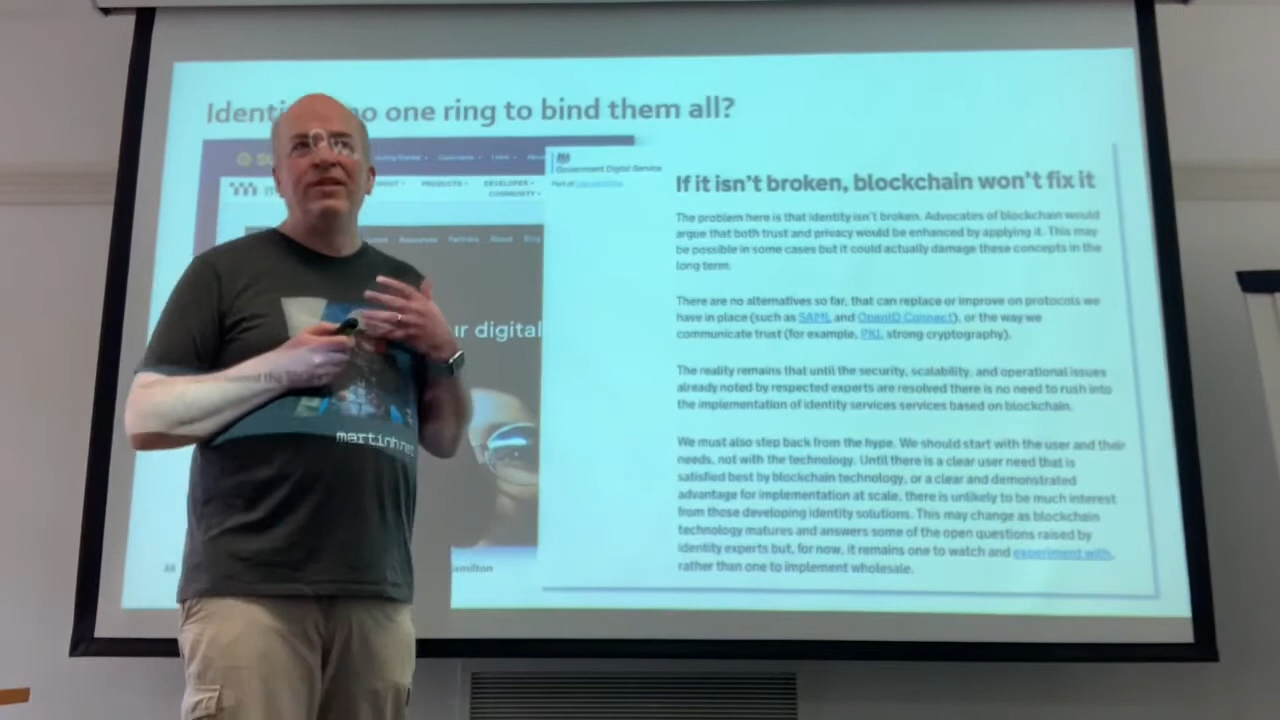 Identi no one ring to bind them all?
Getting Started
PRODUCTS
DEVELOPER
COMMUNITY
Resources Partners About Blog
ur digital
amilton
Government Digital Service
Part of
If it isn't broken, blockchain won't fix it
The problem here is that identity isn't broken. Advocates of blockchain would
argue that both trust and privacy would be enhanced by applying it. This may
be possible in some cases but it could actually damage these concepts in the
long term.
There are no alternatives so far, that can replace or improve on protocols we
have in place (such as SAML and OpenID Connect), or the way we
communicate trust (for example, PKI, strong cryptography).
The reality remains that until the security, scalability, and operational issues
already noted by respected experts are resolved there is no need to rush into
the implementation of identity services services based on blockchain.
We must also step back from the hype. We should start with the user and their
needs, not with the technology. Until there is a clear user need that is
satisfied best by blockchain technology, or a clear and demonstrated
advantage for implementation at scale, there is unlikely to be much interest
from those developing identity solutions. This may change as blockchain
technology matures and answers some of the open questions raised by
identity experts but, for now, it remains one to watch and experiment with,
rather than one to implement wholesale.
martinh.net